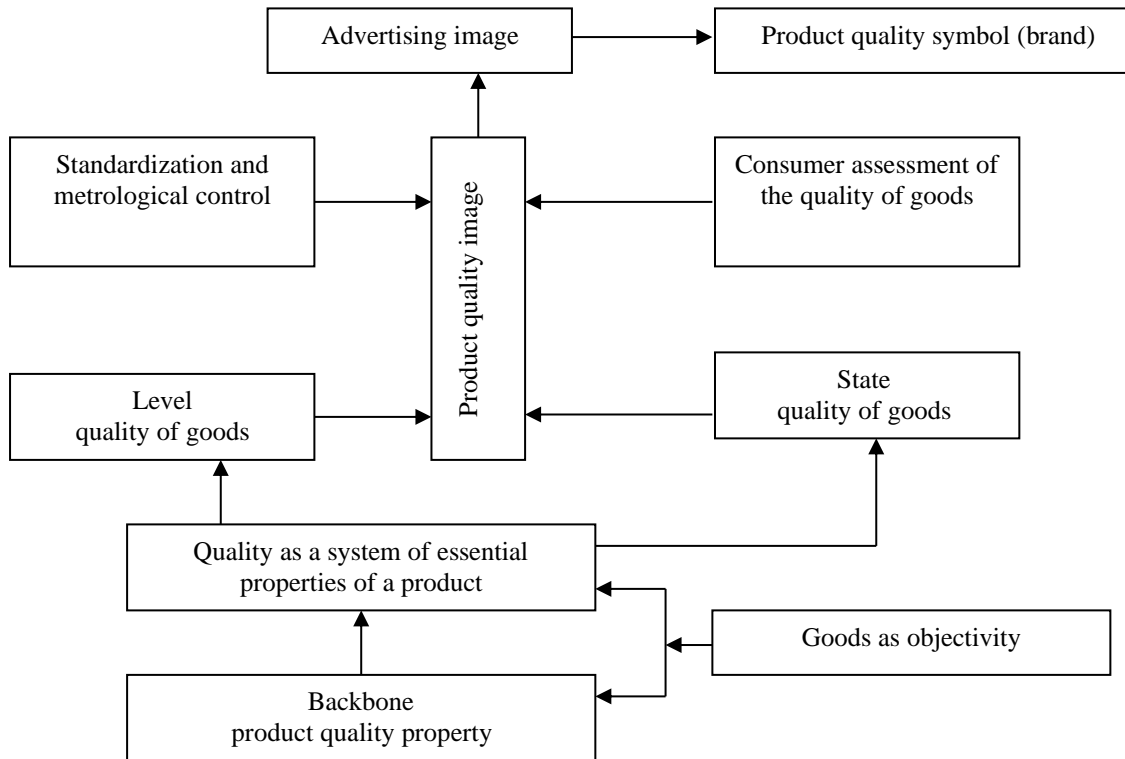 Advertising image
Product quality symbol (brand)
Standardization and
metrological control
Product quality image
Consumer assessment of
the quality of goods
Level
quality of goods
State
quality of goods
Quality as a system of essential
properties of a product
Goods as objectivity
Backbone
product quality property